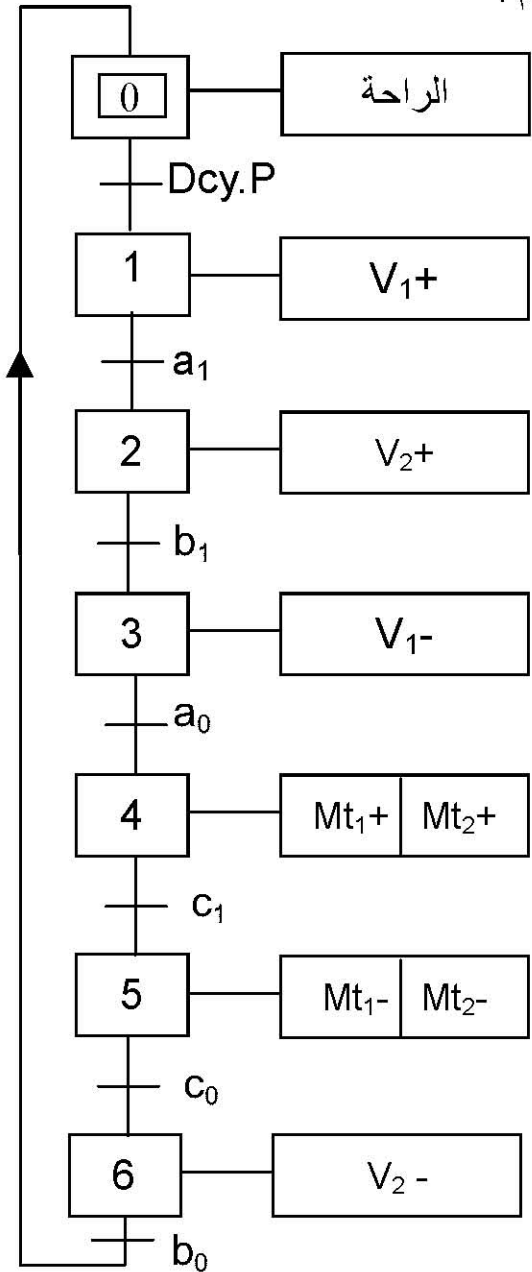 0 الراحة
Dcy.P
1 V₁+
a₁
2 V₂+
b₁
3 V₁-
a₀
4 Mt₁+ Mt₂+
c₁
5 Mt₁- Mt₂-
c₀
6 V₂ -
b₀